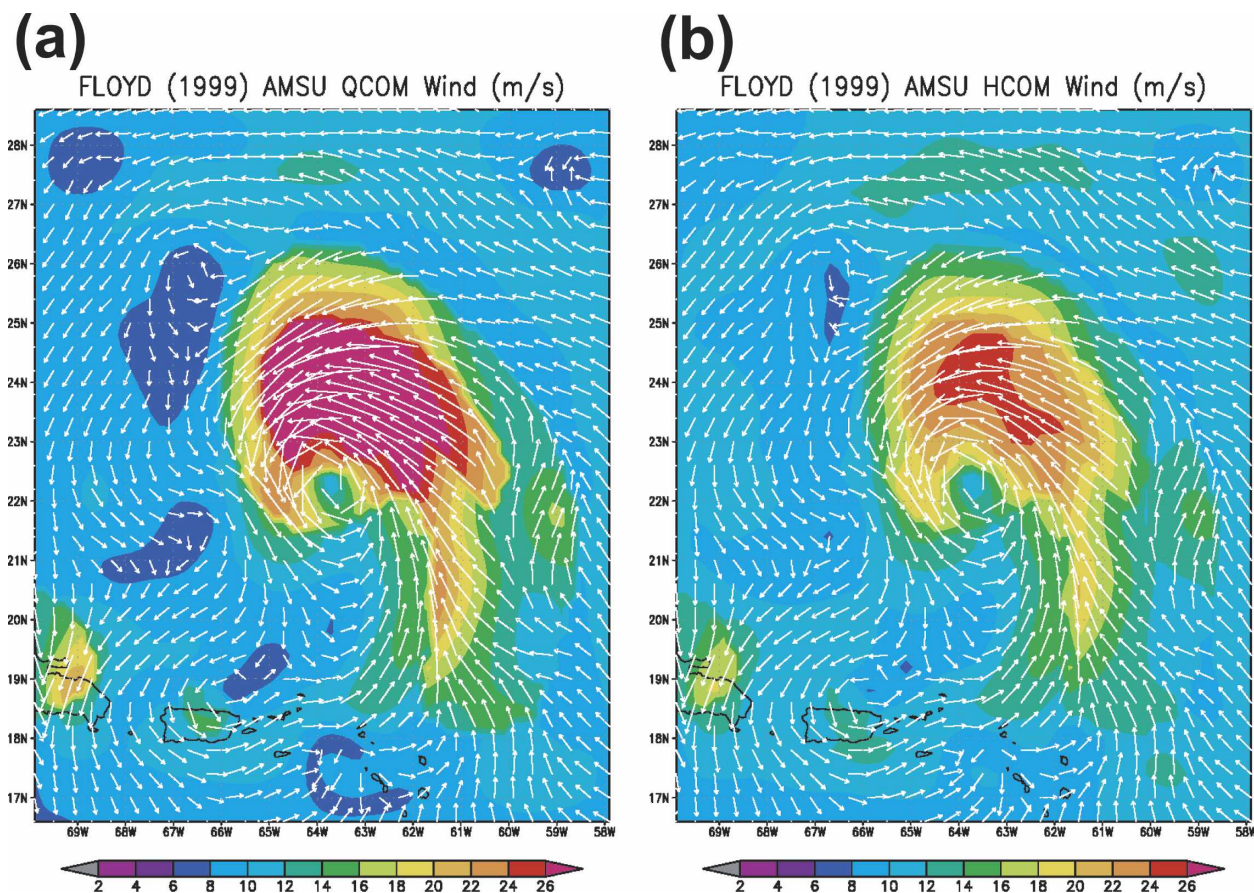 (a)
(b)
FLOYD (1999) AMSU QCOM Wind (m/s)
FLOYD (1999) AMSU HCOM Wind (m/s)
28N
27N
26N
25N
24N
23N
22N
21N
20N
19N
18N
17N
69W 68W 67W 66W 65W 64W 63W 62W 61W 60W 58W
28N
27N
26N
25N
24N
23N
22N
21N
20N
19N
18N
17N
69W 68W 67W 66W 65W 64W 63W 62W 61W 60W 58W
2 4 6 8 10 12 14 16 18 20 22 24 26
2 4 6 8 10 12 14 16 18 20 22 24